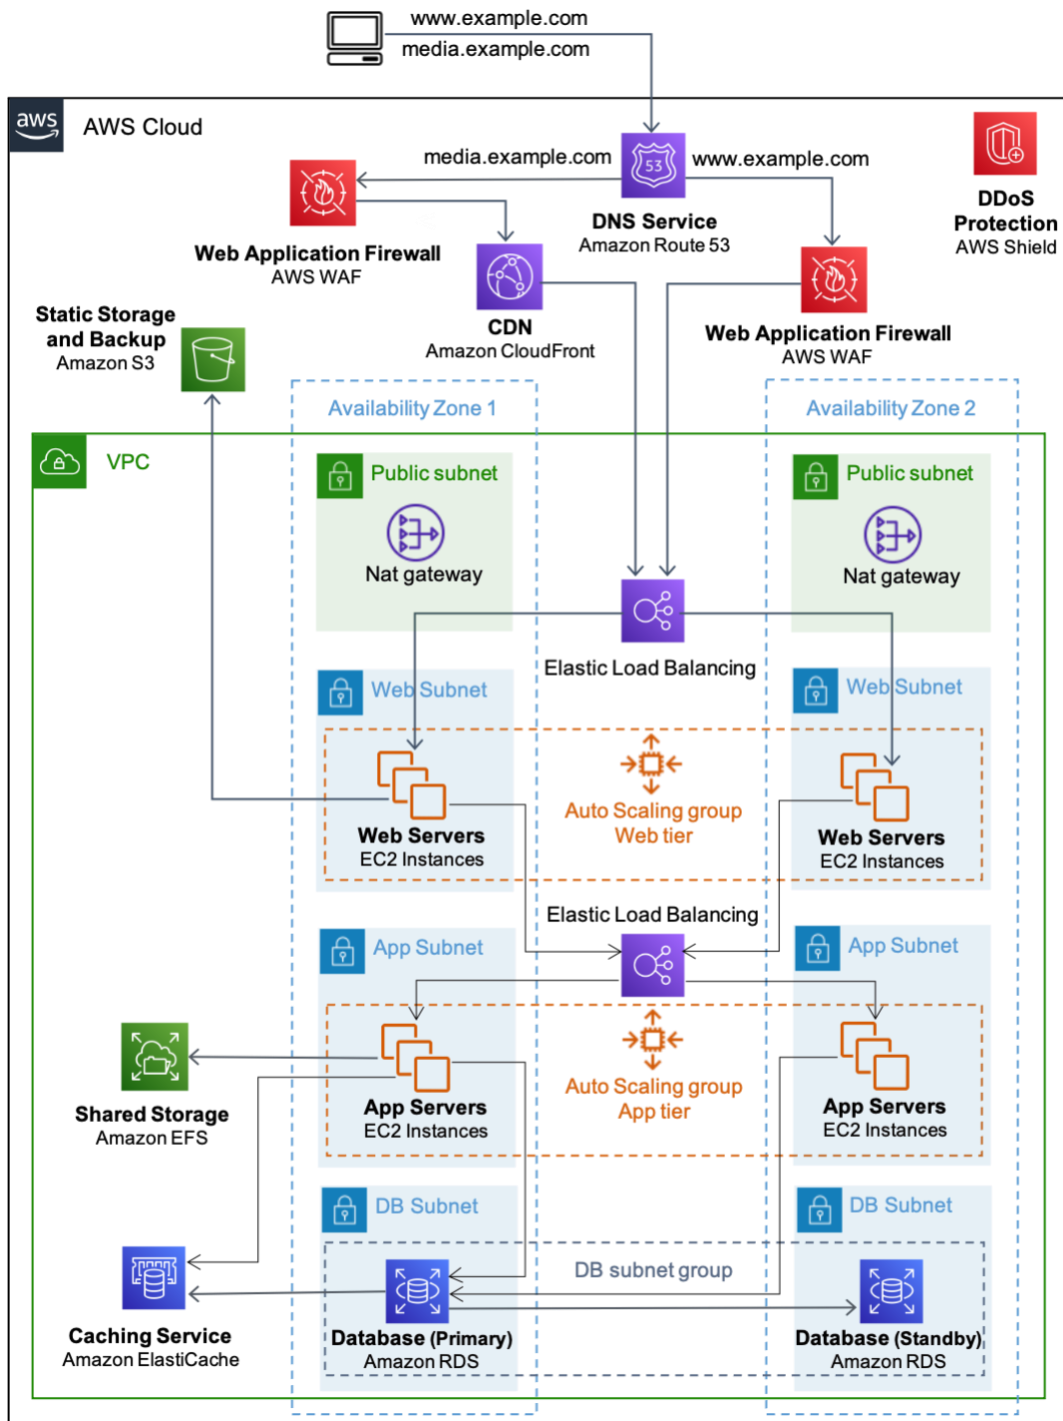 www.example.com
media.example.com
aws
AWS Cloud
media.example.com
53
www.example.com
DNS Service
Amazon Route 53
DDoS
Protection
AWS Shield
Web Application Firewall
AWS WAF
CDN
Amazon CloudFront
Web Application Firewall
AWS WAF
Static Storage
and Backup
Amazon S3
Availability Zone 1
Availability Zone 2
VPC
Public subnet
Nat gateway
Public subnet
Nat gateway
Elastic Load Balancing
Web Subnet
Web Subnet
Auto Scaling group
Web tier
Web Servers
EC2 Instances
Web Servers
EC2 Instances
Elastic Load Balancing
App Subnet
App Subnet
Auto Scaling group
App tier
App Servers
EC2 Instances
App Servers
EC2 Instances
Shared Storage
Amazon EFS
DB Subnet
DB Subnet
DB subnet group
Caching Service
Amazon ElastiCache
Database (Primary)
Amazon RDS
Database (Standby)
Amazon RDS